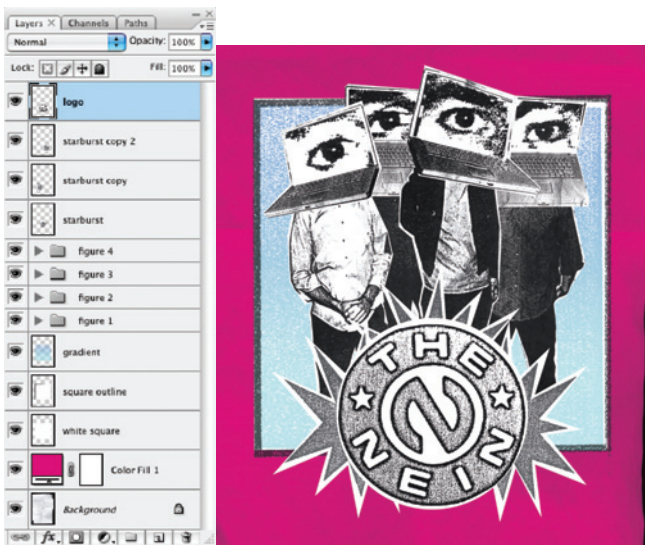 Layers × Channels Paths
Normal Opacity: 100%
Lock: Fill: 100%
logo
starburst copy 2
starburst copy
starburst
figure 4
figure 3
figure 2
figure 1
gradient
square outline
white square
Color Fill 1
Background
fx.
THE
N
NEIN